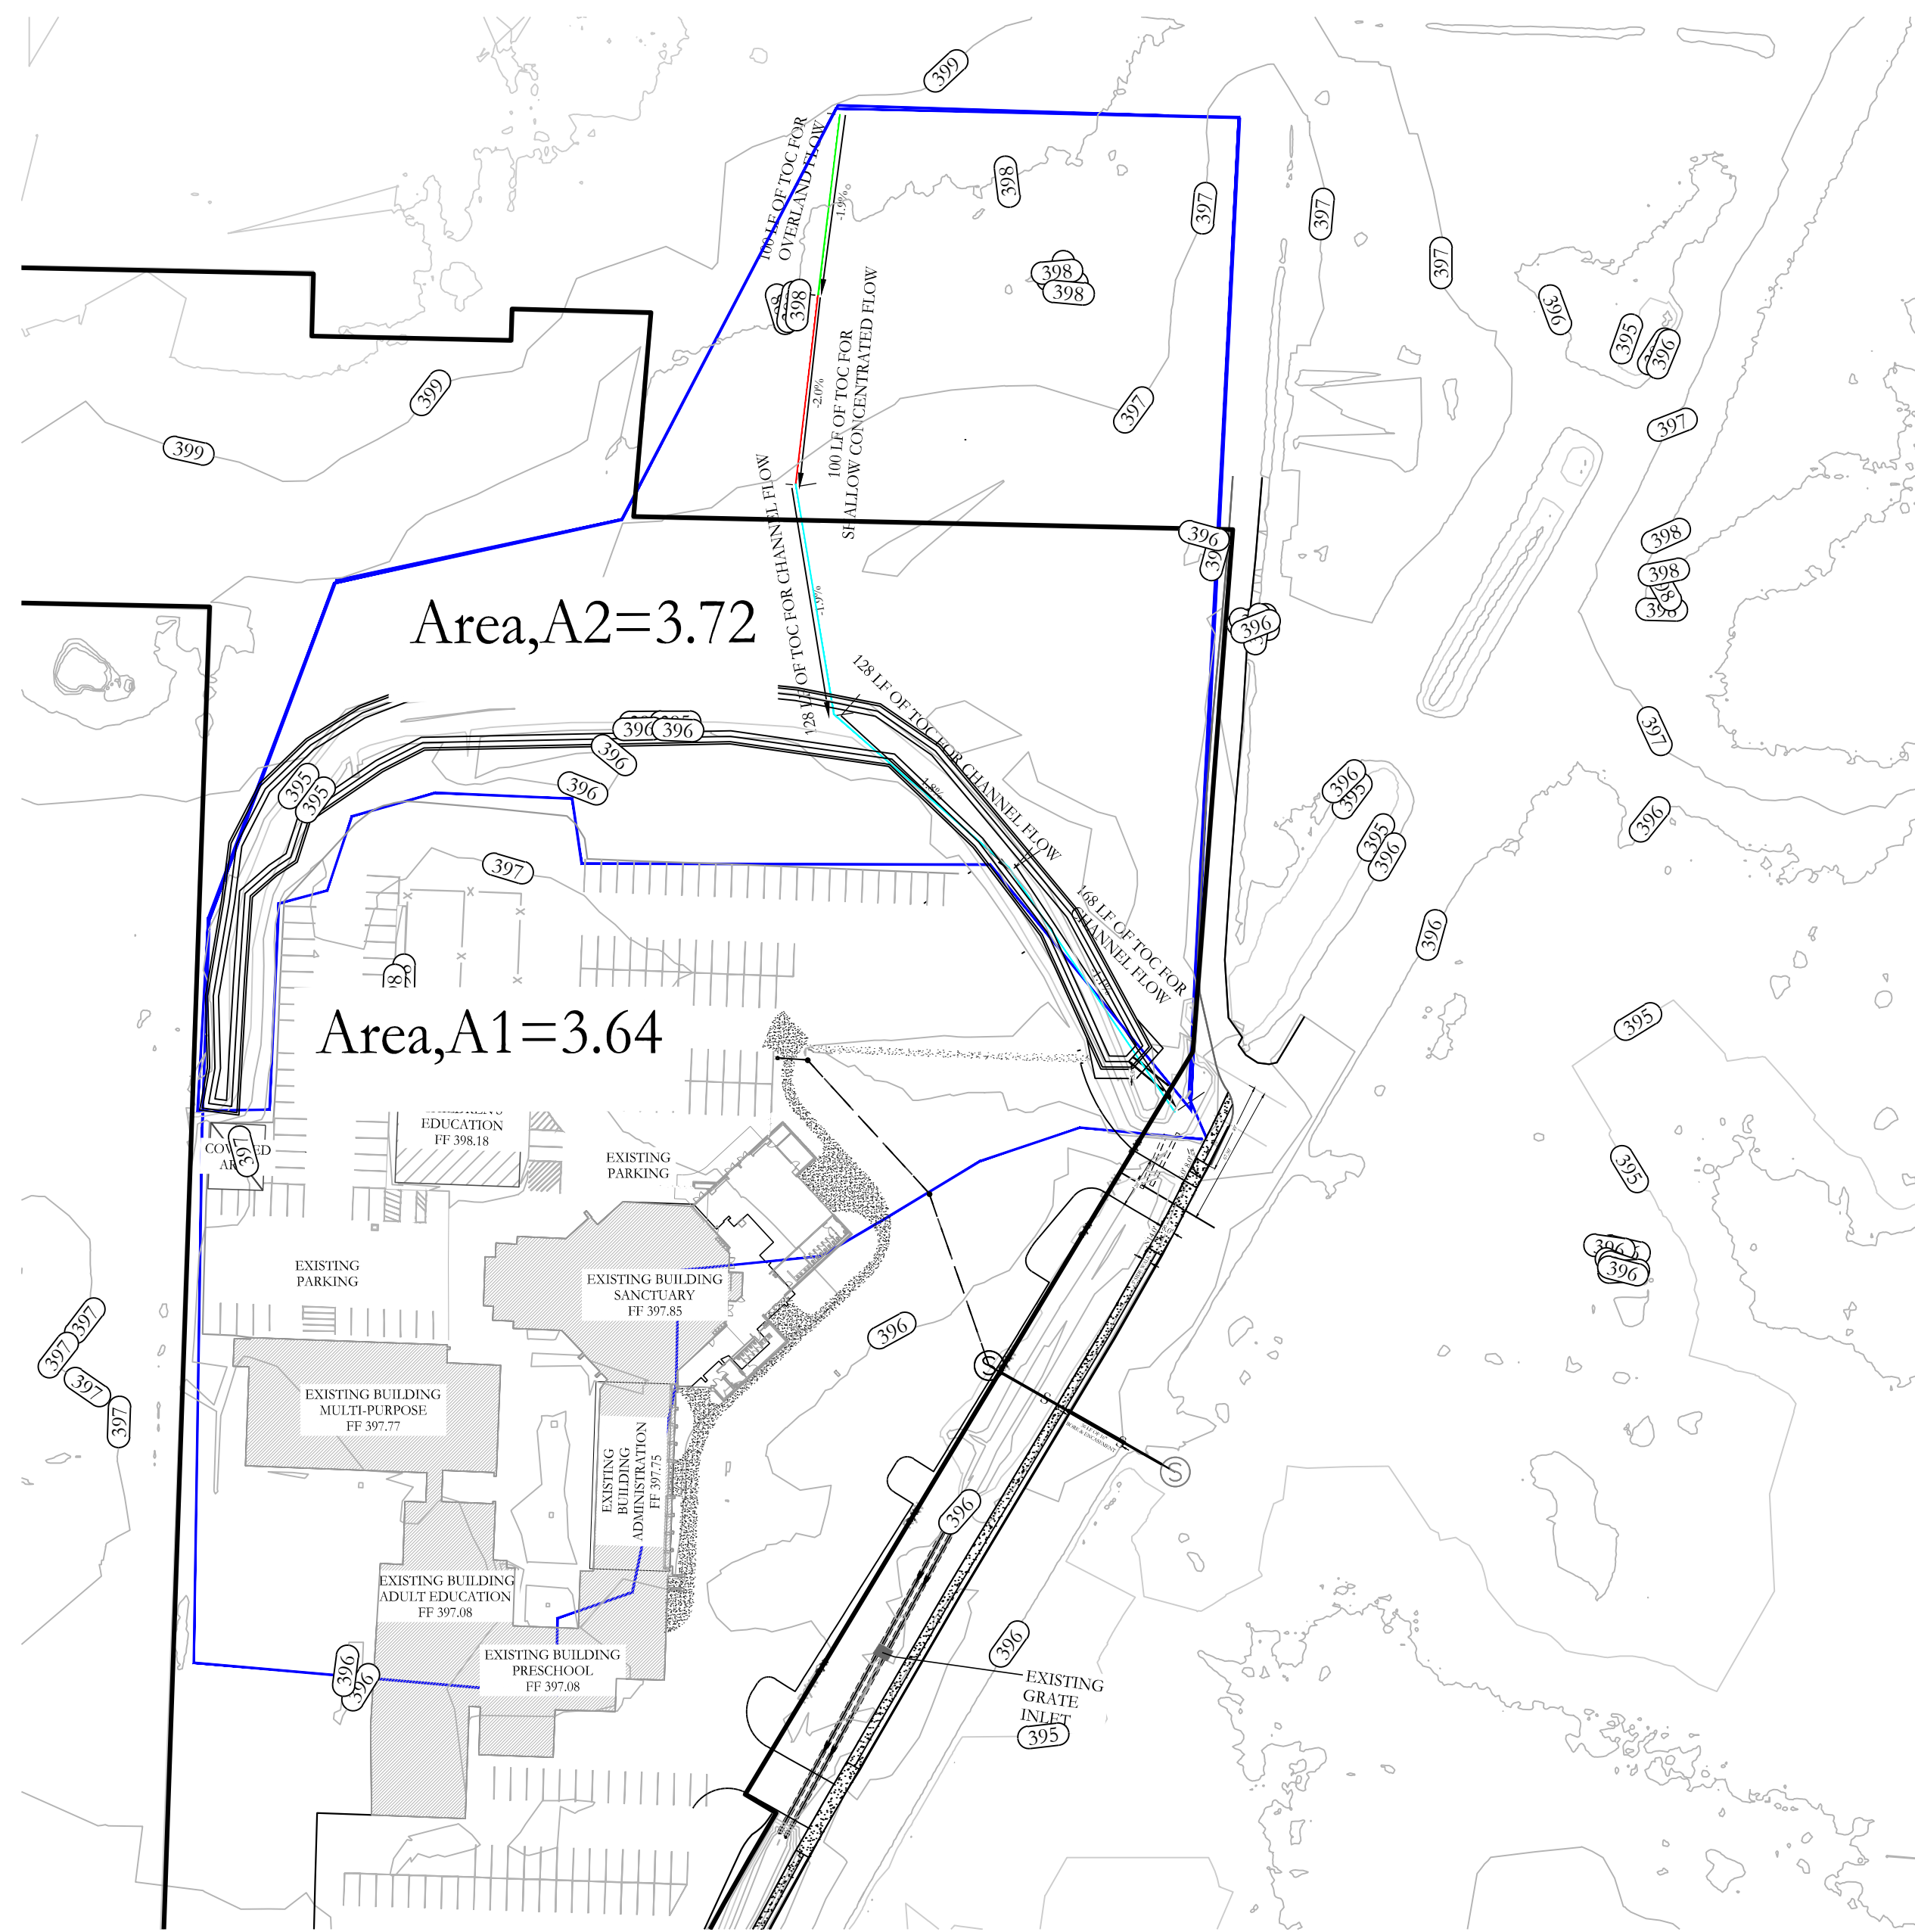 399
100 LF OF TOC FOR
OVERLAND FLOW
-1.9%
398
397
397
397
398
398
398
396
395
396
100 LF OF TOC FOR
SHALLOW CONCENTRATED FLOW
-2.0%
399
399
397
397
128 LF OF TOC FOR CHANNEL FLOW
-1.9%
396
398
398
398
396
Area,A2=3.72
128 LF OF TOC FOR CHANNEL FLOW
-1.8%
396
396
396
396
395
395
397
396
395
395
396
396
397
168 LF OF TOC FOR
CHANNEL FLOW
-1.1%
396
395
Area,A1=3.64
EDUCATION
FF 398.18
397
EXISTING
PARKING
395
EXISTING
PARKING
EXISTING BUILDING
SANCTUARY
FF 397.85
396
396
396
397
397
397
397
EXISTING BUILDING
MULTI-PURPOSE
FF 397.77
EXISTING
BUILDING
ADMINISTRATION
FF 397.75
S
S
S
396
EXISTING BUILDING
ADULT EDUCATION
FF 397.08
396
396
EXISTING BUILDING
PRESCHOOL
FF 397.08
396
EXISTING
GRATE
INLET
395